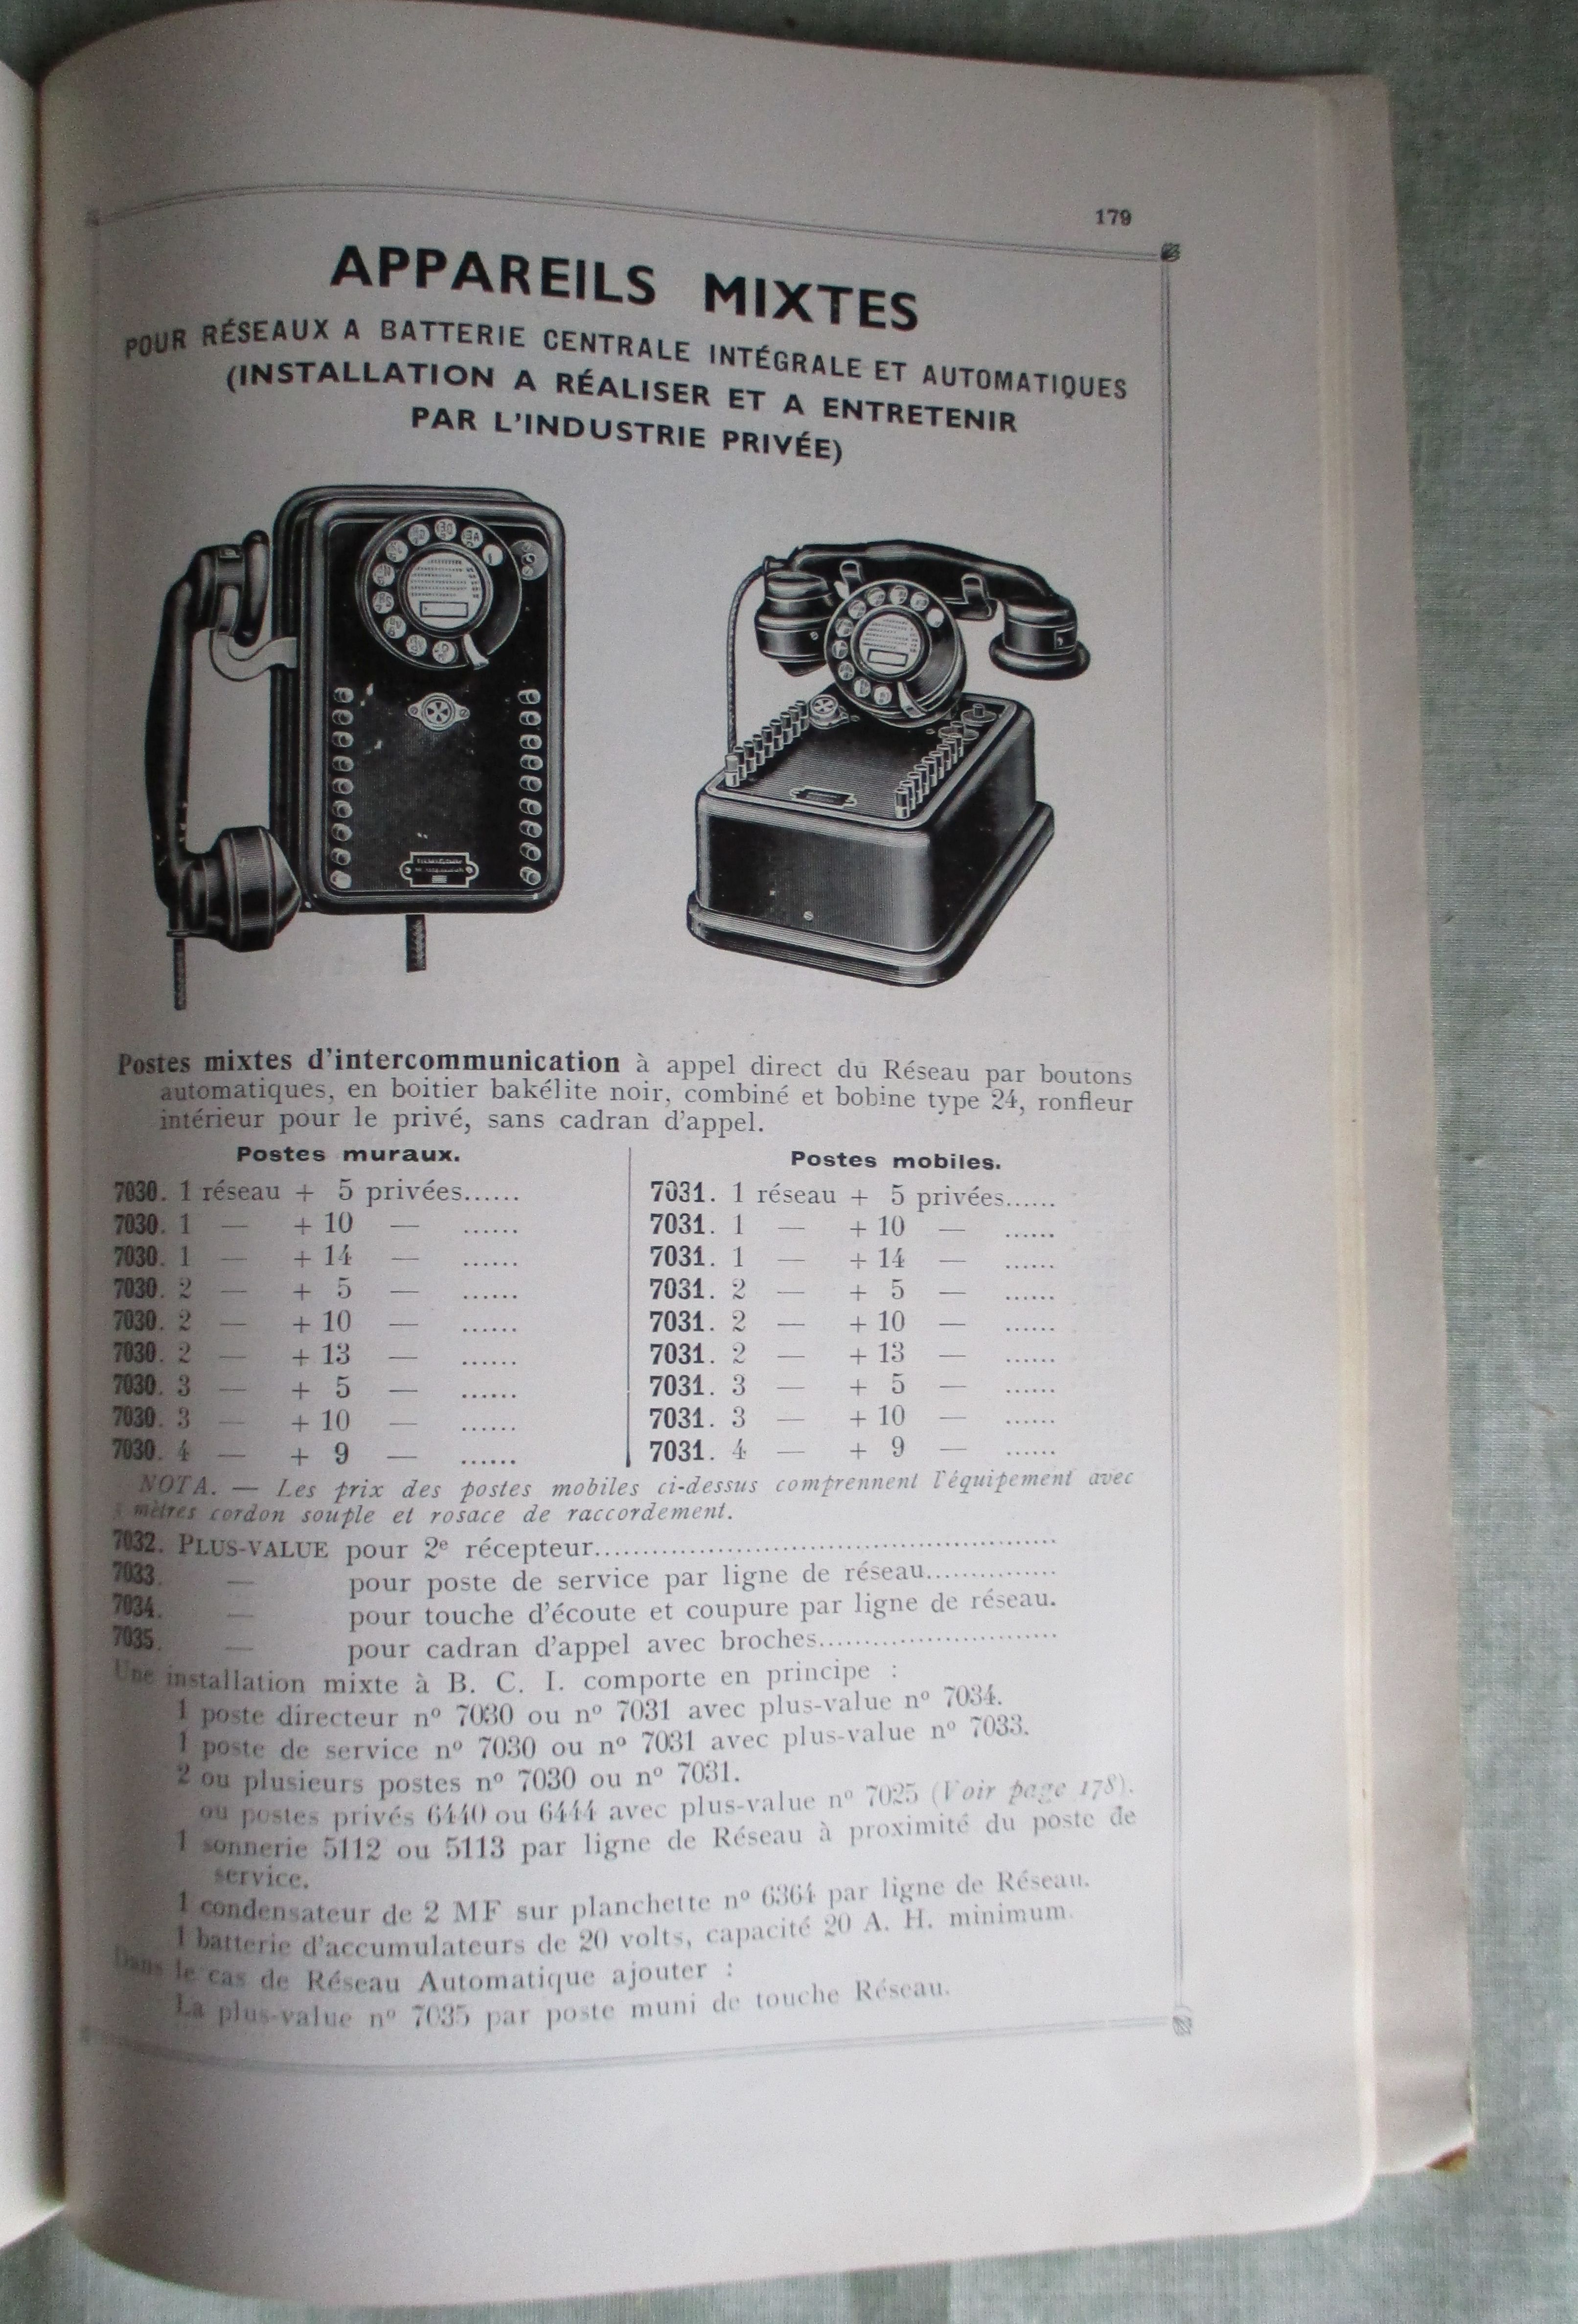 179
APPAREILS MIXTES
POUR RÉSEAUX A BATTERIE CENTRALE INTÉGRALE ET AUTOMATIQUES
(INSTALLATION A RÉALISER ET A ENTRETENIR
PAR L'INDUSTRIE PRIVÉE)
Postes mixtes d'intercommunication à appel direct du Réseau par boutons
automatiques, en boitier bakélite noir, combiné et bobine type 24, ronfleur
intérieur pour le privé, sans cadran d'appel.
Postes muraux.
7030. 1 réseau + 5 privées......
7030. 1 — + 10 — ......
7030. 1 — + 14 — ......
7030. 2 — + 5 — ......
7030. 2 — + 10 — ......
7030. 2 — + 13 — ......
7030. 3 — + 5 — ......
7030. 3 — + 10 — ......
7030. 4 — + 9 — ......
Postes mobiles.
7031. 1 réseau + 5 privées......
7031. 1 — + 10 — ......
7031. 1 — + 14 — ......
7031. 2 — + 5 — ......
7031. 2 — + 10 — ......
7031. 2 — + 13 — ......
7031. 3 — + 5 — ......
7031. 3 — + 10 — ......
7031. 4 — + 9 — ......
NOTA. — Les prix des postes mobiles ci-dessus comprennent l'équipement avec
mètres cordon souple et rosace de raccordement.
7032. PLUS-VALUE pour 2e récepteur......
7033. — pour poste de service par ligne de réseau......
7034. — pour touche d'écoute et coupure par ligne de réseau.
7035. — pour cadran d'appel avec broches......
Une installation mixte à B. C. I. comporte en principe :
1 poste directeur nº 7030 ou nº 7031 avec plus-value nº 7034.
1 poste de service nº 7030 ou nº 7031 avec plus-value nº 7033.
2 ou plusieurs postes nº 7030 ou nº 7031.
ou postes privés 6440 ou 6444 avec plus-value nº 7025 (Voir page 178).
1 sonnerie 5112 ou 5113 par ligne de Réseau à proximité du poste de
service.
1 condensateur de 2 MF sur planchette nº 6364 par ligne de Réseau.
1 batterie d'accumulateurs de 20 volts, capacité 20 A. H. minimum.
Dans le cas de Réseau Automatique ajouter :
La plus-value nº 7035 par poste muni de touche Réseau.